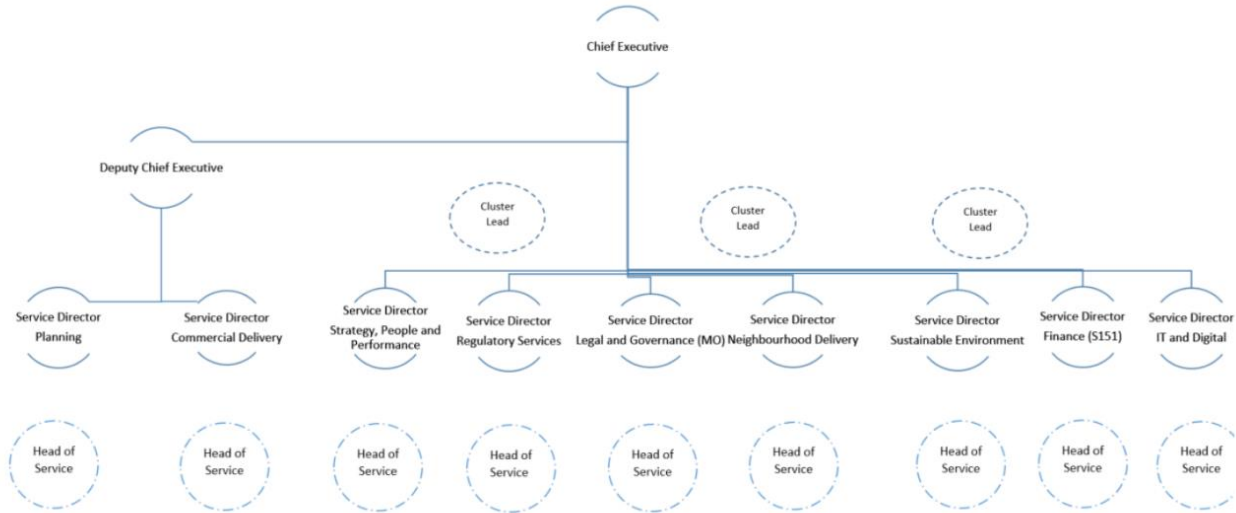 Chief Executive
Deputy Chief Executive
Cluster
Lead
Cluster
Lead
Cluster
Lead
Service Director
Planning
Service Director
Commercial Delivery
Service Director
Strategy, People and
Performance
Service Director
Regulatory Services
Service Director
Legal and Governance (MO)
Service Director
Neighbourhood Delivery
Service Director
Sustainable Environment
Service Director
Finance (S151)
Service Director
IT and Digital
Head of
Service
Head of
Service
Head of
Service
Head of
Service
Head of
Service
Head of
Service
Head of
Service
Head of
Service
Head of
Service